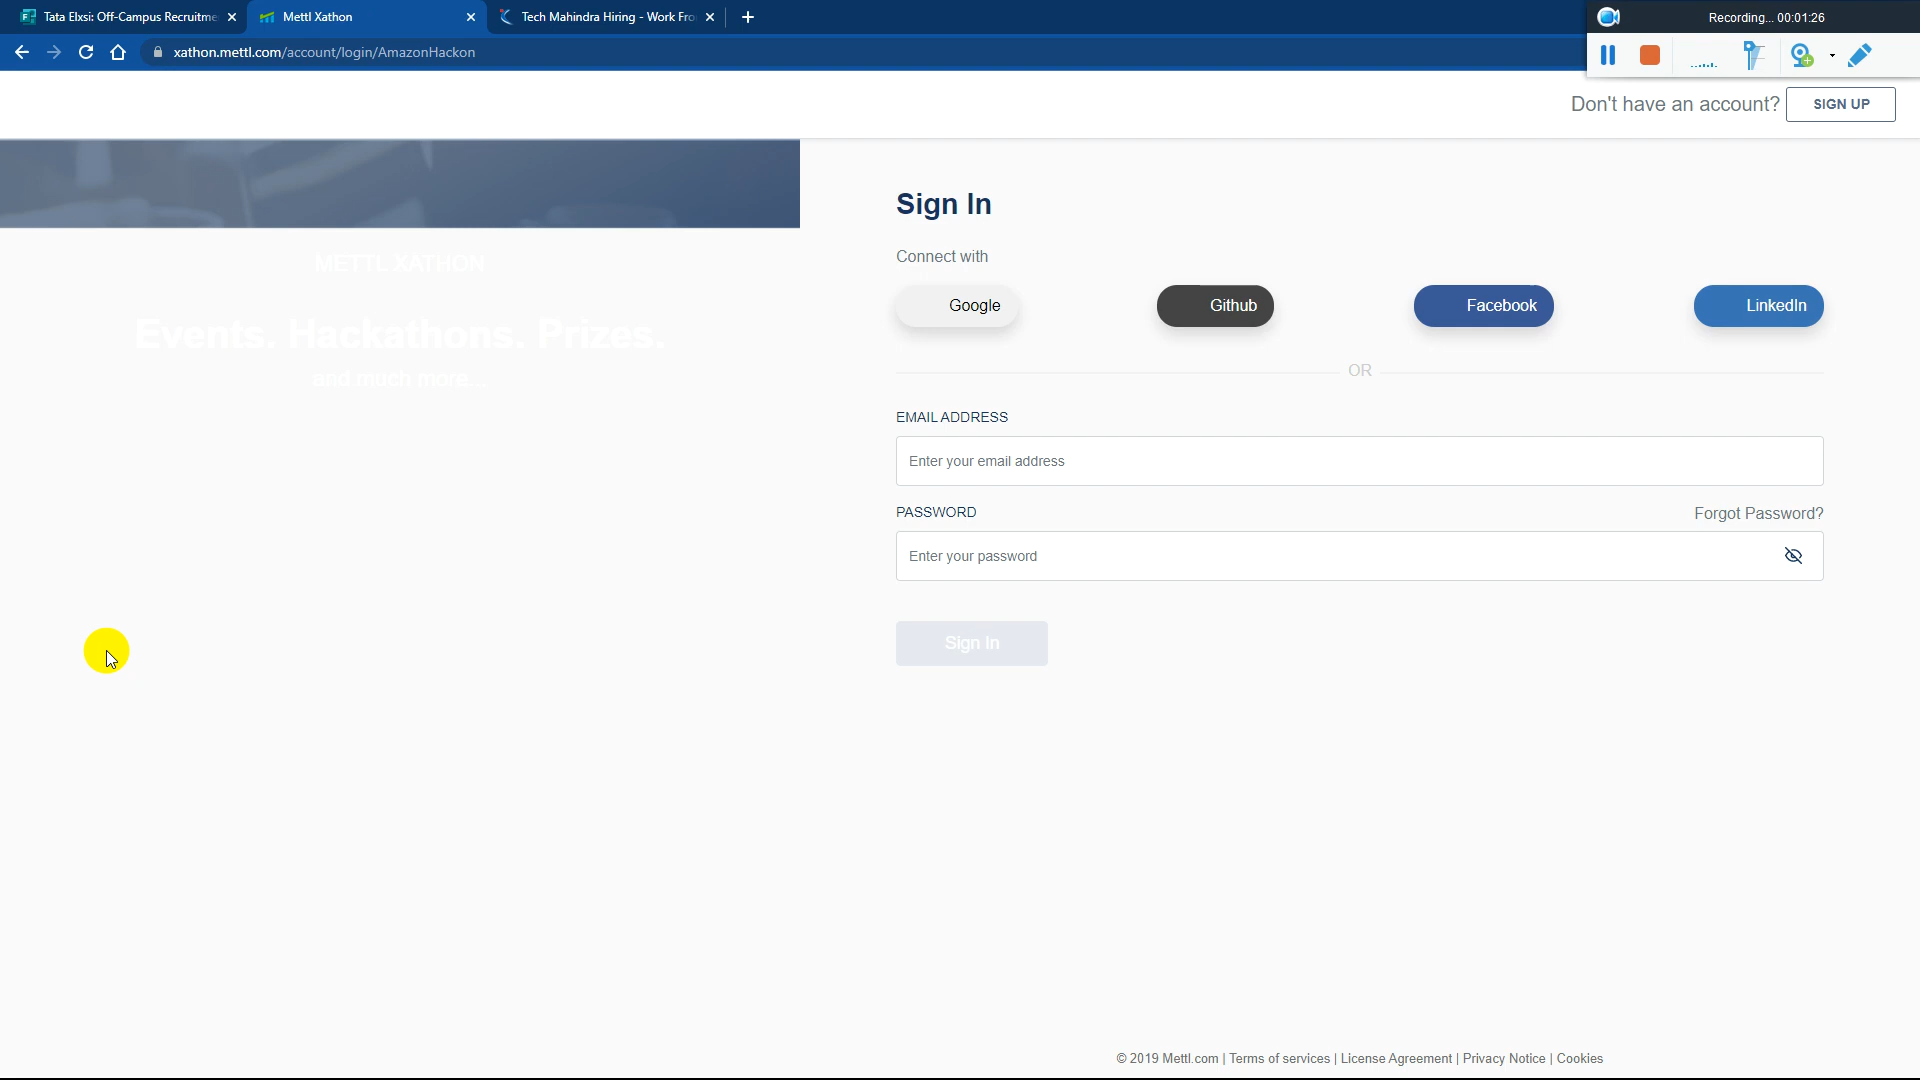 Tata Elxsi: Off-Campus Recruitme
Mettl Xathon
Tech Mahindra Hiring - Work Fro
Recording... 00:01:26
xathon.mettl.com/account/login/AmazonHackon
Don't have an account?
SIGN UP
METTL XATHON
Events. Hackathons. Prizes.
and much more...
Sign In
Connect with
Google
Github
Facebook
LinkedIn
OR
EMAIL ADDRESS
Enter your email address
PASSWORD
Forgot Password?
Enter your password
Sign In
© 2019 Mettl.com | Terms of services | License Agreement | Privacy Notice | Cookies